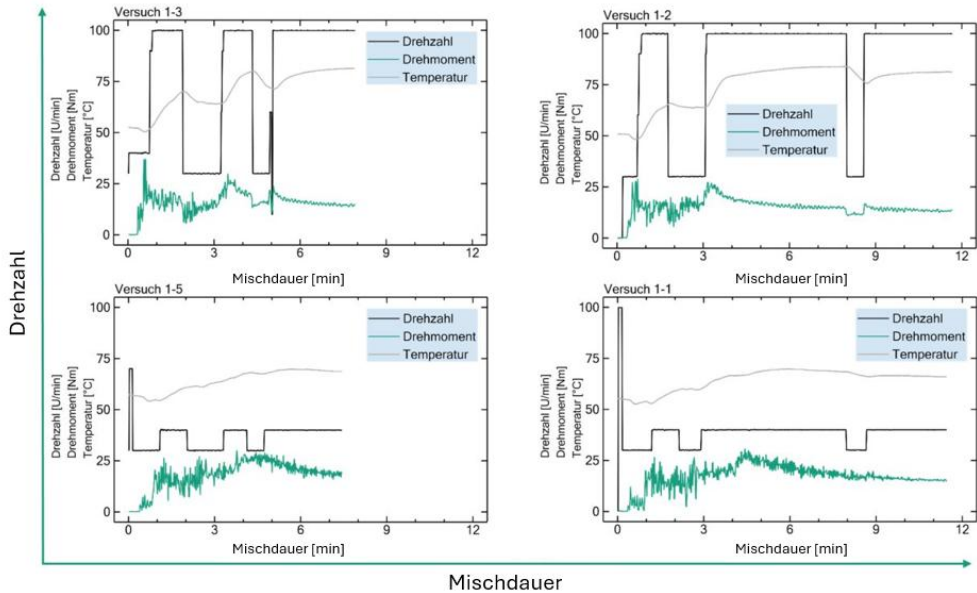 Drehzahl
Versuch 1-3
Drehzahl [U/min]
Drehmoment [Nm]
Temperatur [°C]
100
75
50
25
0
Drehzahl
Drehmoment
Temperatur
0 3 6 9 12
Mischdauer [min]
Versuch 1-2
Drehzahl [U/min]
Drehmoment [Nm]
Temperatur [°C]
100
75
50
25
0
Drehzahl
Drehmoment
Temperatur
0 3 6 9 12
Mischdauer [min]
Versuch 1-5
Drehzahl [U/min]
Drehmoment [Nm]
Temperatur [°C]
100
75
50
25
0
Drehzahl
Drehmoment
Temperatur
0 3 6 9 12
Mischdauer [min]
Versuch 1-1
Drehzahl [U/min]
Drehmoment [Nm]
Temperatur [°C]
100
75
50
25
0
Drehzahl
Drehmoment
Temperatur
0 3 6 9 12
Mischdauer [min]
Mischdauer